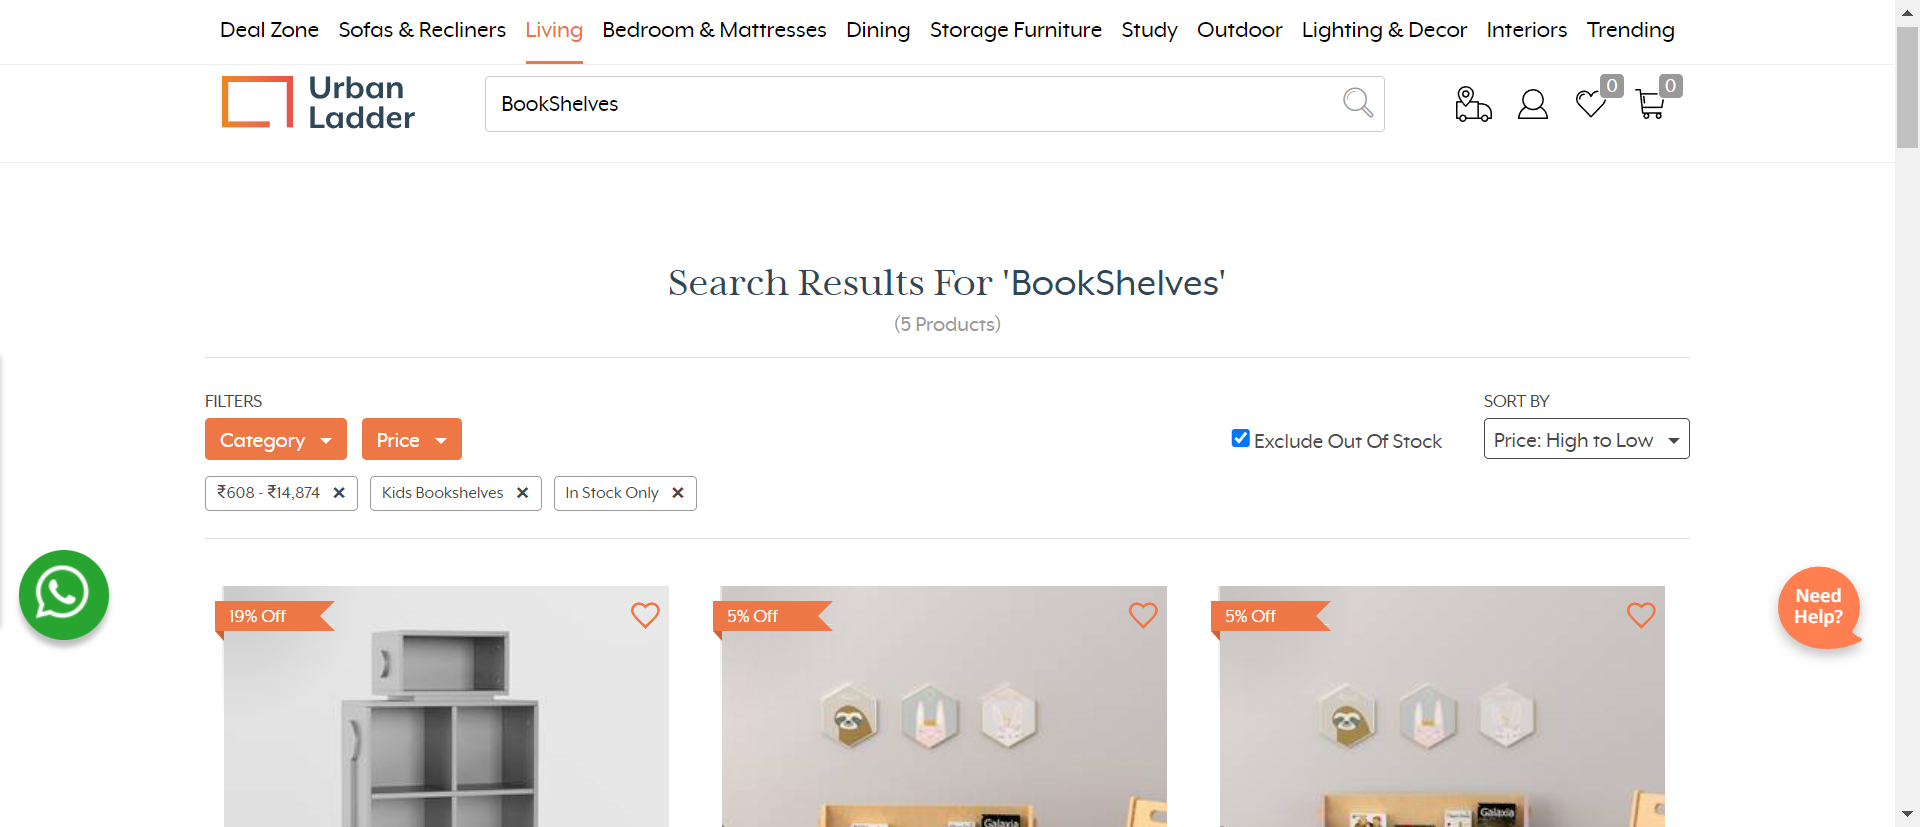 Deal Zone Sofas & Recliners Living Bedroom & Mattresses Dining Storage Furniture Study Outdoor Lighting & Decor Interiors Trending
Urban
Ladder
BookShelves
0
0
Search Results For 'BookShelves'
(5 Products)
FILTERS
SORT BY
Category Price
Exclude Out Of Stock
Price: High to Low
₹608 - ₹14,874 ✕ Kids Bookshelves ✕ In Stock Only ✕
Need
Help?
19% Off
5% Off
5% Off
Galaxia
Galaxia